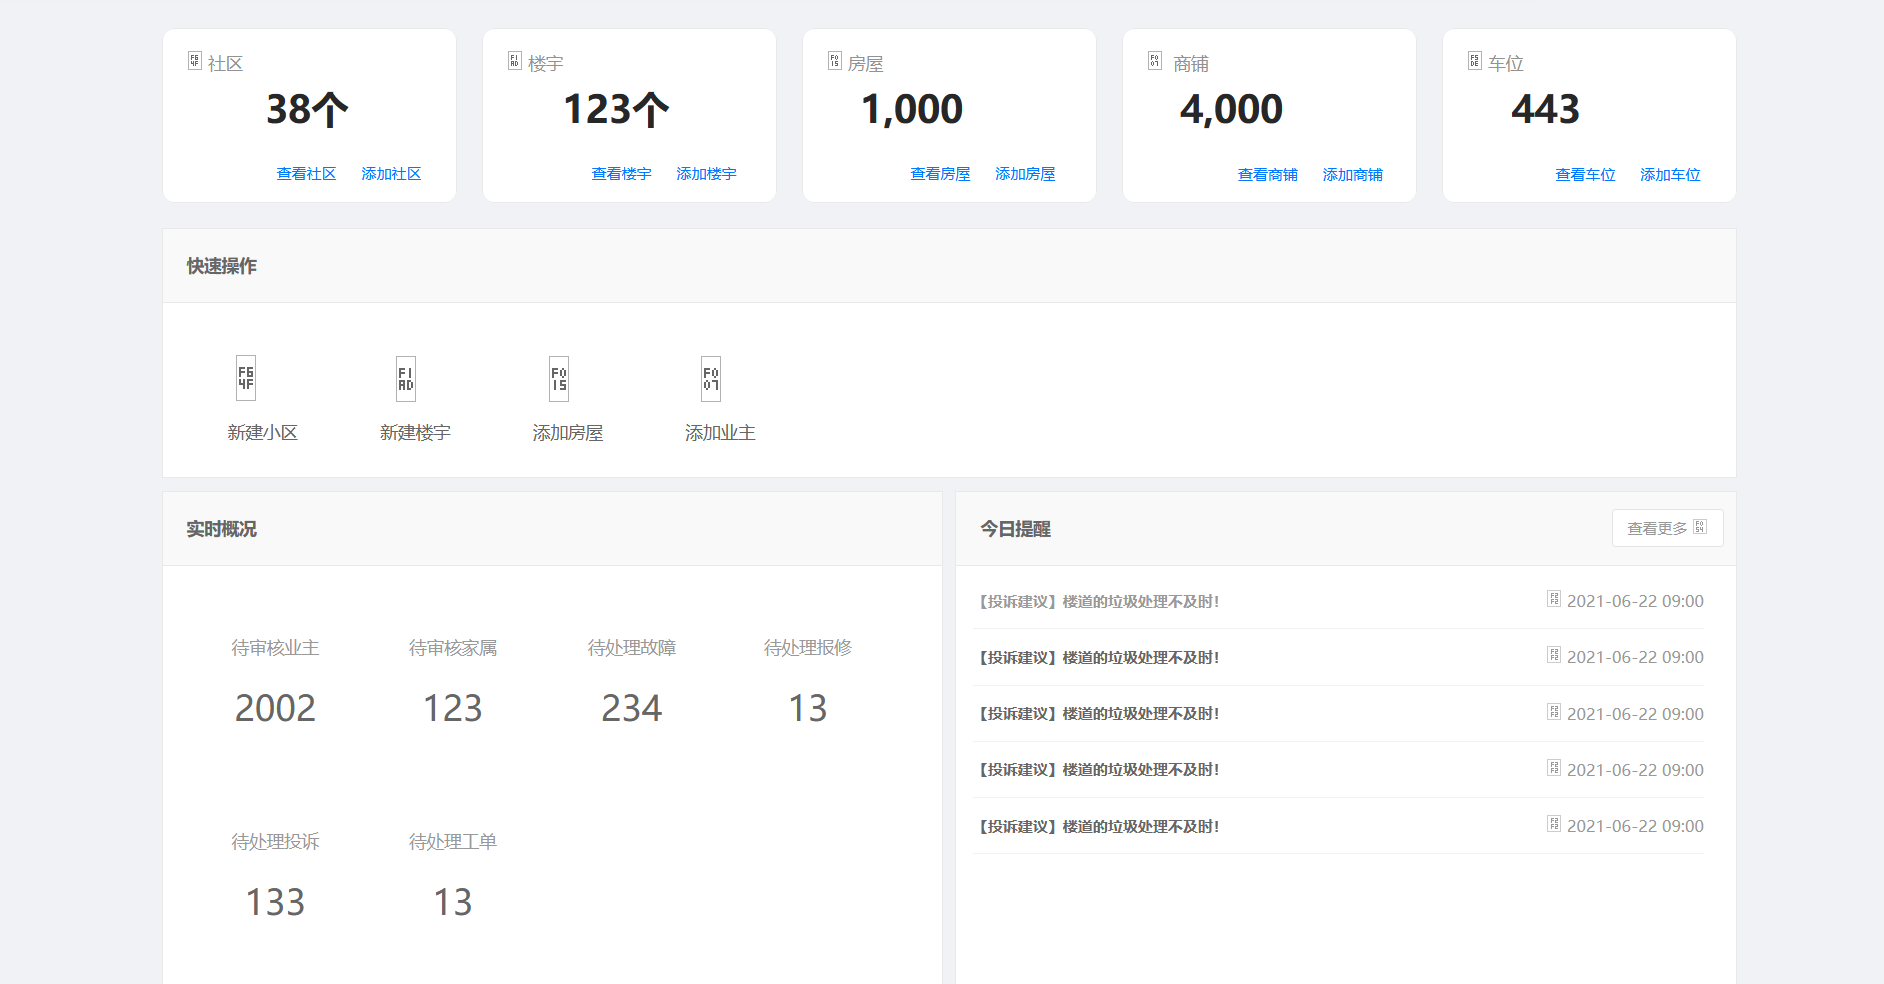 社区
38个
查看社区 添加社区
楼宇
123个
查看楼宇 添加楼宇
房屋
1,000
查看房屋 添加房屋
商铺
4,000
查看商铺 添加商铺
车位
443
查看车位 添加车位
快速操作
新建小区 新建楼宇 添加房屋 添加业主
实时概况
待审核业主 待审核家属 待处理故障 待处理报修
2002 123 234 13
待处理投诉 待处理工单
133 13
今日提醒 查看更多
【投诉建议】楼道的垃圾处理不及时! 2021-06-22 09:00
【投诉建议】楼道的垃圾处理不及时! 2021-06-22 09:00
【投诉建议】楼道的垃圾处理不及时! 2021-06-22 09:00
【投诉建议】楼道的垃圾处理不及时! 2021-06-22 09:00
【投诉建议】楼道的垃圾处理不及时! 2021-06-22 09:00